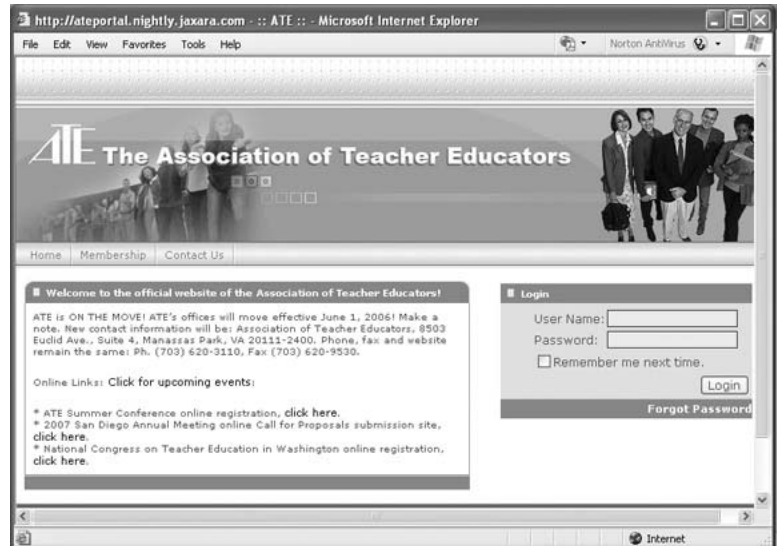 http://ateportal.nightly.jaxara.com - :: ATE :: - Microsoft Internet Explorer
File Edit View Favorites Tools Help Norton AntiVirus
ATE The Association of Teacher Educators
Home Membership Contact Us
Welcome to the official website of the Association of Teacher Educators!
ATE is ON THE MOVE! ATE's offices will move effective June 1, 2006! Make a
note. New contact information will be: Association of Teacher Educators, 8503
Euclid Ave., Suite 4, Manassas Park, VA 20111-2400. Phone, fax and website
remain the same: Ph. (703) 620-3110, Fax (703) 620-9530.
Online Links: Click for upcoming events:
* ATE Summer Conference online registration, click here.
* 2007 San Diego Annual Meeting online Call for Proposals submission site,
click here.
* National Congress on Teacher Education in Washington online registration,
click here.
Login
User Name:
Password:
Remember me next time.
Login
Forgot Password
Internet